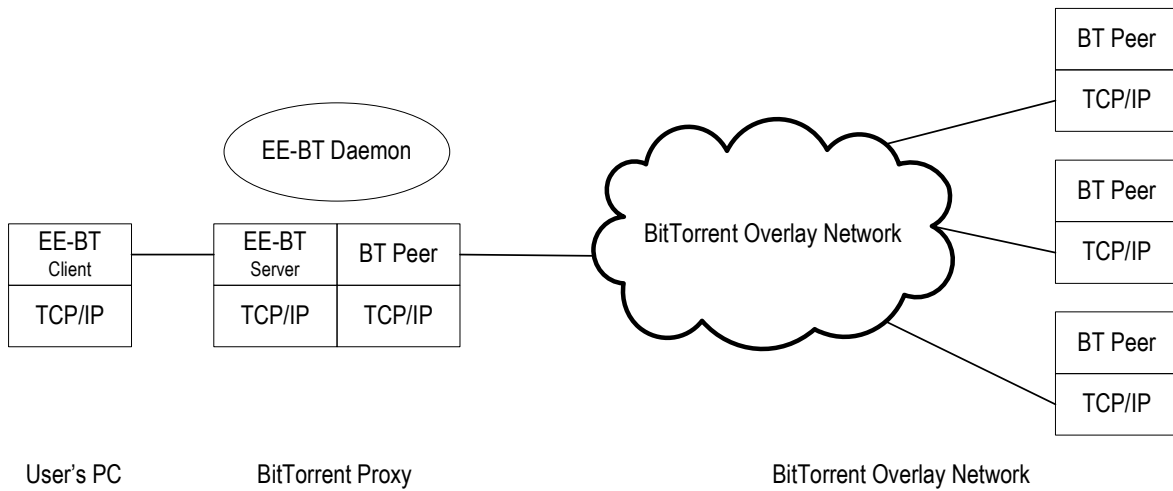 BT Peer
TCP/IP
EE-BT Daemon
BT Peer
TCP/IP
BitTorrent Overlay Network
EE-BT
Client
TCP/IP
EE-BT
Server
TCP/IP
BT Peer
TCP/IP
BT Peer
TCP/IP
User's PC
BitTorrent Proxy
BitTorrent Overlay Network